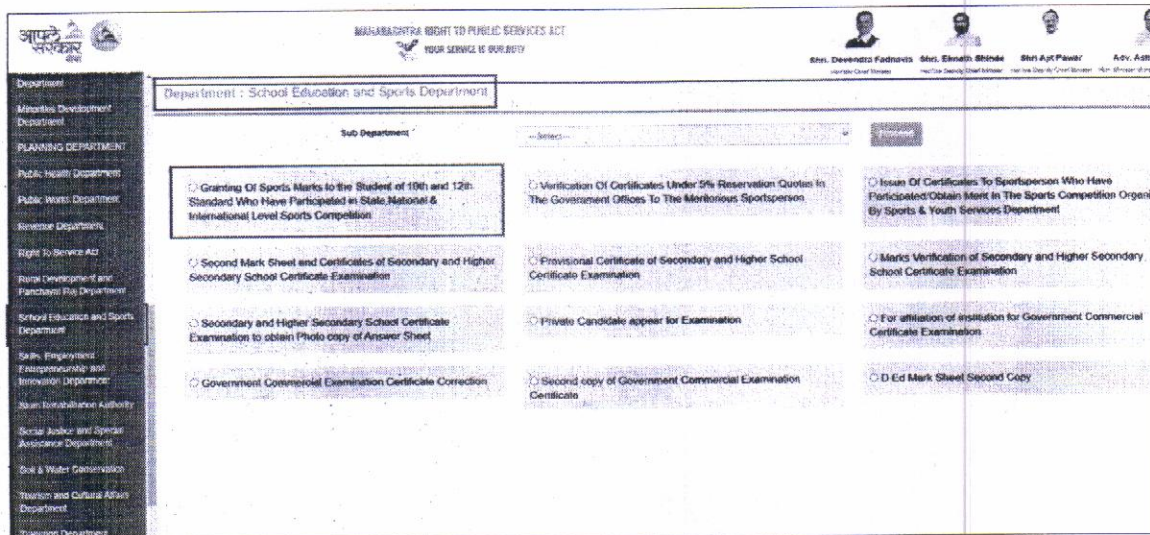 आपले
सरकार
MAHARASHTRA RIGHT TO PUBLIC SERVICES ACT
YOUR SERVICE IS OUR DUTY
Shri. Devendra Fadnavis
Shri. Eknath Shinde
Shri Ajit Pawar
Adv. Ash
Department
Minorities Development
Department
PLANNING DEPARTMENT
Public Health Department
Public Works Department
Revenue Department
Right To Service Act
Rural Development and
Panchayat Raj Department
School Education and Sports
Department
Skills, Employment,
Entrepreneurship and
Innovation Department
Slum Rehabilitation Authority
Social Justice and Special
Assistance Department
Soil & Water Conservation
Tourism and Cultural Affairs
Department
Department : School Education and Sports Department
Sub Department
---Select---
Granting Of Sports Marks to the Student of 10th and 12th
Standard Who Have Participated in State,National &
International Level Sports Competition
Verification Of Certificates Under 5% Reservation Quotas In
The Government Offices To The Meritorious Sportsperson
Issue Of Certificates To Sportsperson Who Have
Participated/Obtain Merit In The Sports Competition Organi
By Sports & Youth Services Department
Second Mark Sheet and Certificates of Secondary and Higher
Secondary School Certificate Examination
Provisional Certificate of Secondary and Higher School
Certificate Examination
Marks Verification of Secondary and Higher Secondary
School Certificate Examination
Secondary and Higher Secondary School Certificate
Examination to obtain Photo copy of Answer Sheet
Private Candidate appear for Examination
For affiliation of institution for Government Commercial
Certificate Examination
Government Commercial Examination Certificate Correction
Second copy of Government Commercial Examination
Certificate
D Ed Mark Sheet Second Copy